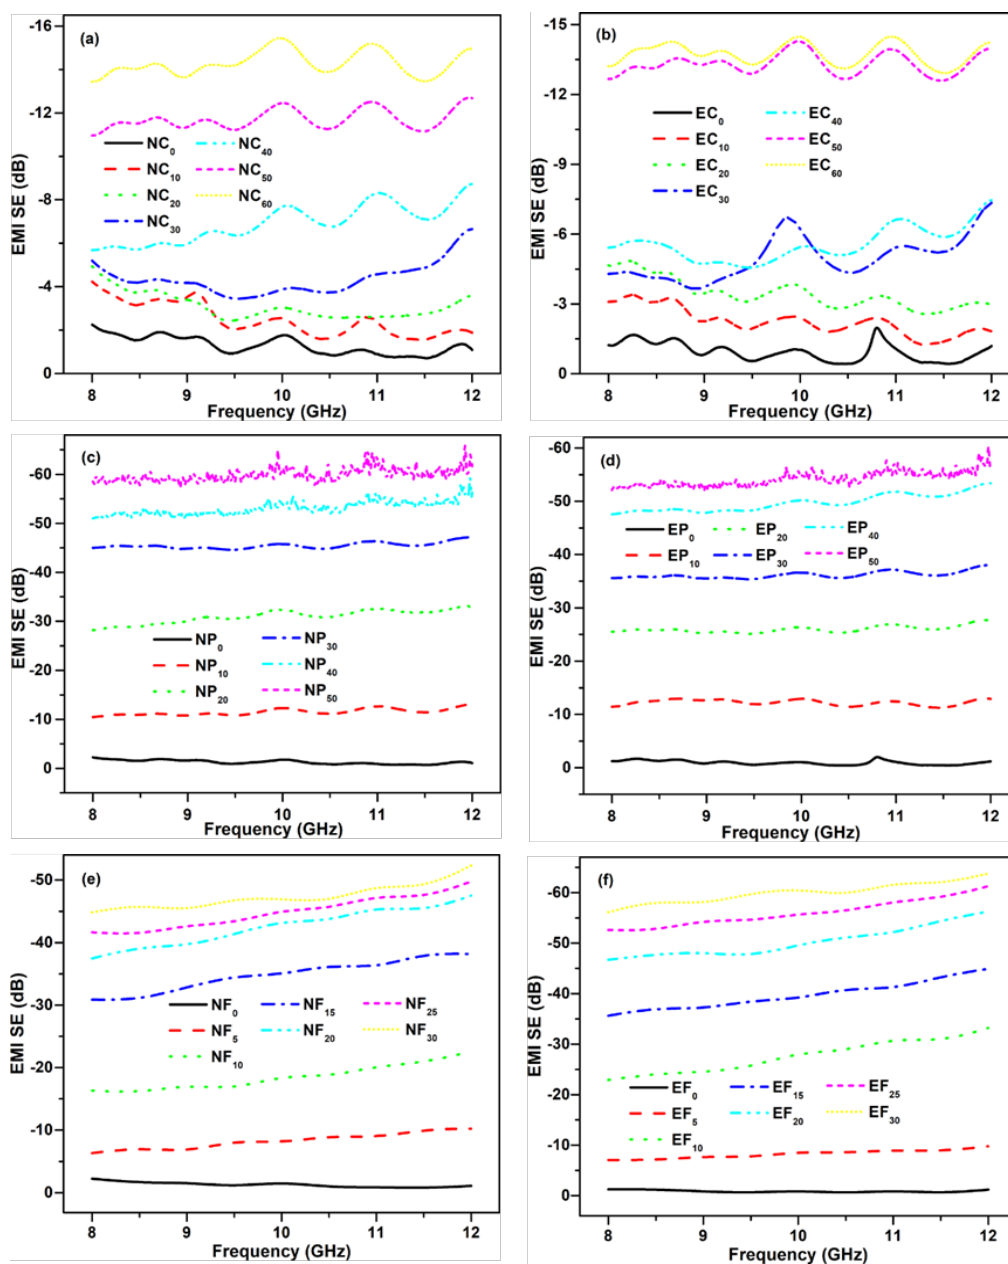 (a)
EMI SE (dB)
-16
-12
-8
-4
0
NC0 NC40
NC10 NC50
NC20 NC60
NC30
8 9 10 11 12
Frequency (GHz)
(b)
EMI SE (dB)
-15
-12
-9
-6
-3
0
EC0 EC40
EC10 EC50
EC20 EC60
EC30
8 9 10 11 12
Frequency (GHz)
(c)
EMI SE (dB)
-60
-50
-40
-30
-20
-10
0
NP0 NP30
NP10 NP40
NP20 NP50
8 9 10 11 12
Frequency (GHz)
(d)
EMI SE (dB)
-60
-50
-40
-30
-20
-10
0
EP0 EP20 EP40
EP10 EP30 EP50
8 9 10 11 12
Frequency (GHz)
(e)
EMI SE (dB)
-50
-40
-30
-20
-10
0
NF0 NF15 NF25
NF5 NF20 NF30
NF10
8 9 10 11 12
Frequency (GHz)
(f)
EMI SE (dB)
-60
-50
-40
-30
-20
-10
0
EF0 EF15 EF25
EF5 EF20 EF30
EF10
8 9 10 11 12
Frequency (GHz)